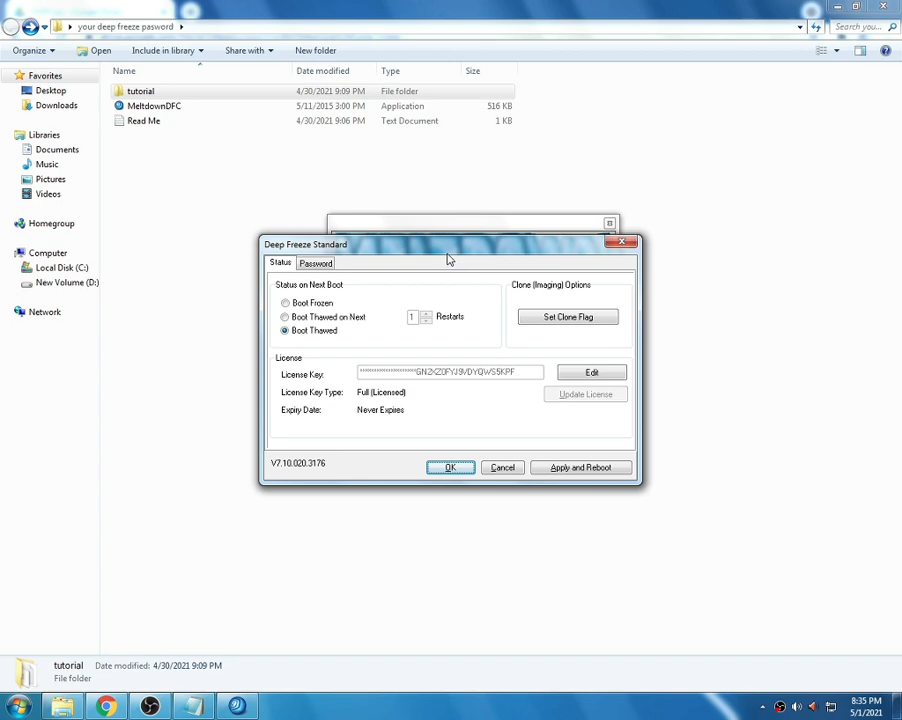 your deep freeze pasword
Search you...
Organize
Open
Include in library
Share with
New folder
Favorites
Desktop
Downloads
Libraries
Documents
Music
Pictures
Videos
Homegroup
Computer
Local Disk (C:)
New Volume (D:)
Network
Name Date modified Type Size
tutorial 4/30/2021 9:09 PM File folder
MeltdownDFC 5/11/2015 3:00 PM Application 516 KB
Read Me 4/30/2021 9:06 PM Text Document 1 KB
Deep Freeze Standard
Status Password
Status on Next Boot
Boot Frozen
Boot Thawed on Next 1 Restarts
Boot Thawed
Clone (Imaging) Options
Set Clone Flag
License
License Key:
Edit
License Key Type: Full (Licensed)
Update License
Expiry Date: Never Expires
V7.10.020.3176
OK Cancel Apply and Reboot
tutorial Date modified: 4/30/2021 9:09 PM
File folder
8:35 PM
5/1/2021